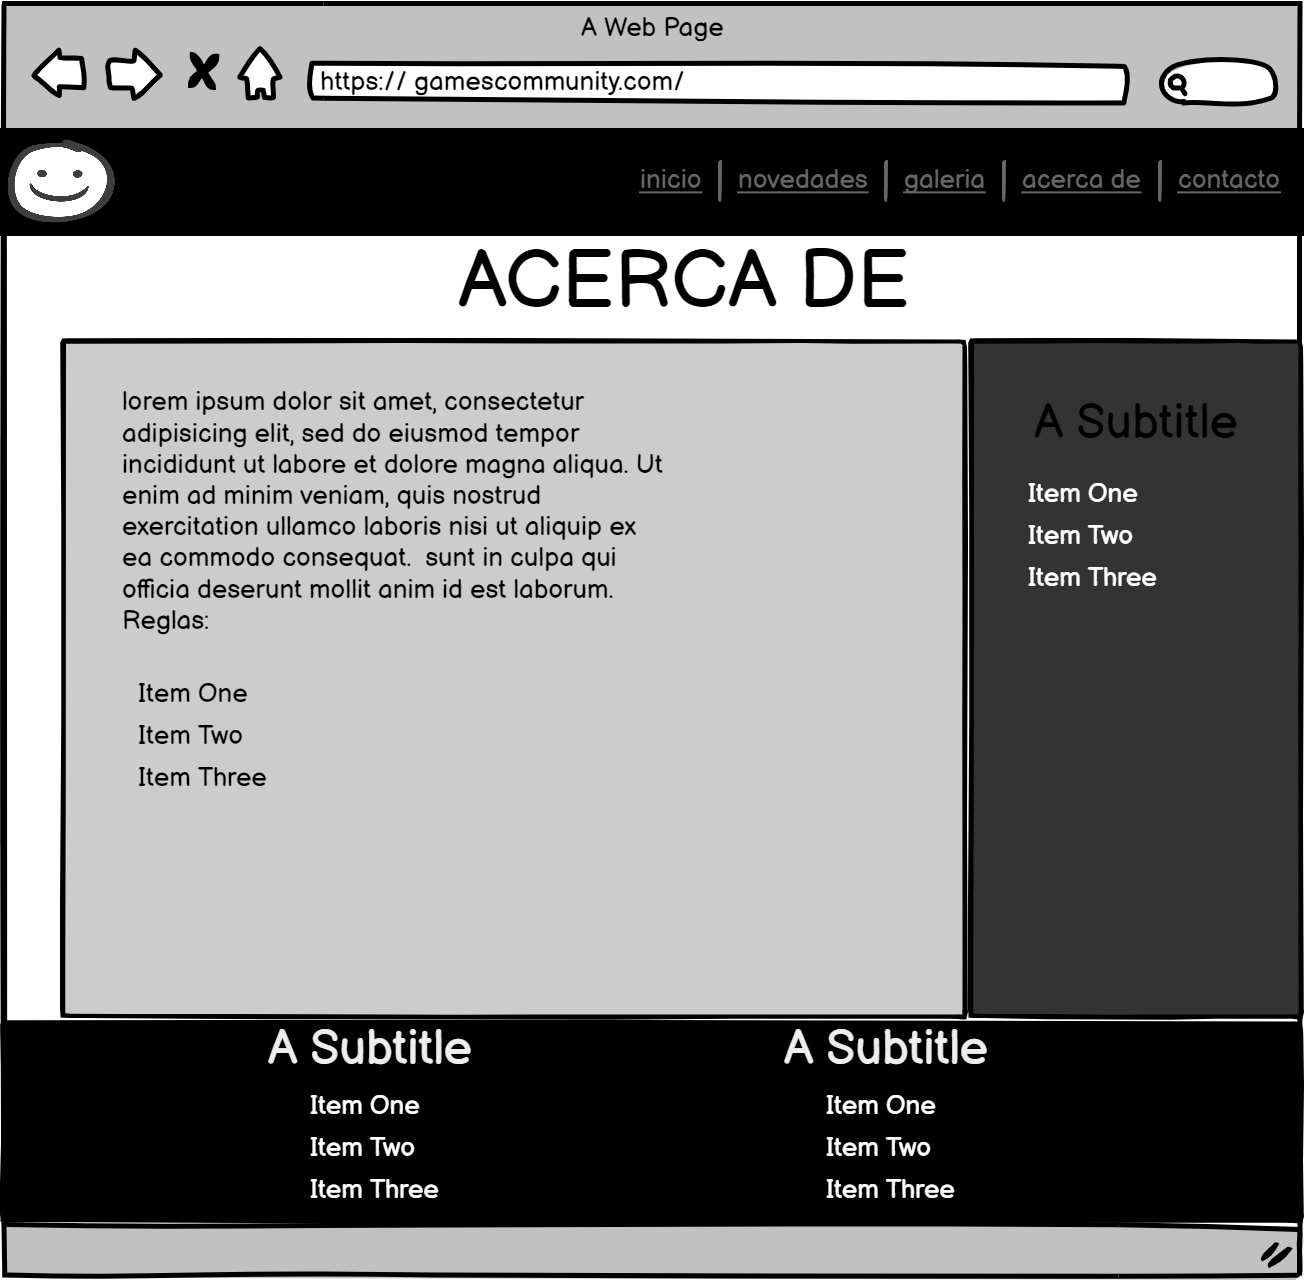 A Web Page
https:// gamescommunity.com/
inicio | novedades | galeria | acerca de | contacto
ACERCA DE
lorem ipsum dolor sit amet, consectetur
adipisicing elit, sed do eiusmod tempor
incididunt ut labore et dolore magna aliqua. Ut
enim ad minim veniam, quis nostrud
exercitation ullamco laboris nisi ut aliquip ex
ea commodo consequat.  sunt in culpa qui
officia deserunt mollit anim id est laborum.
Reglas:
Item One
Item Two
Item Three
A Subtitle
Item One
Item Two
Item Three
A Subtitle
Item One
Item Two
Item Three
A Subtitle
Item One
Item Two
Item Three